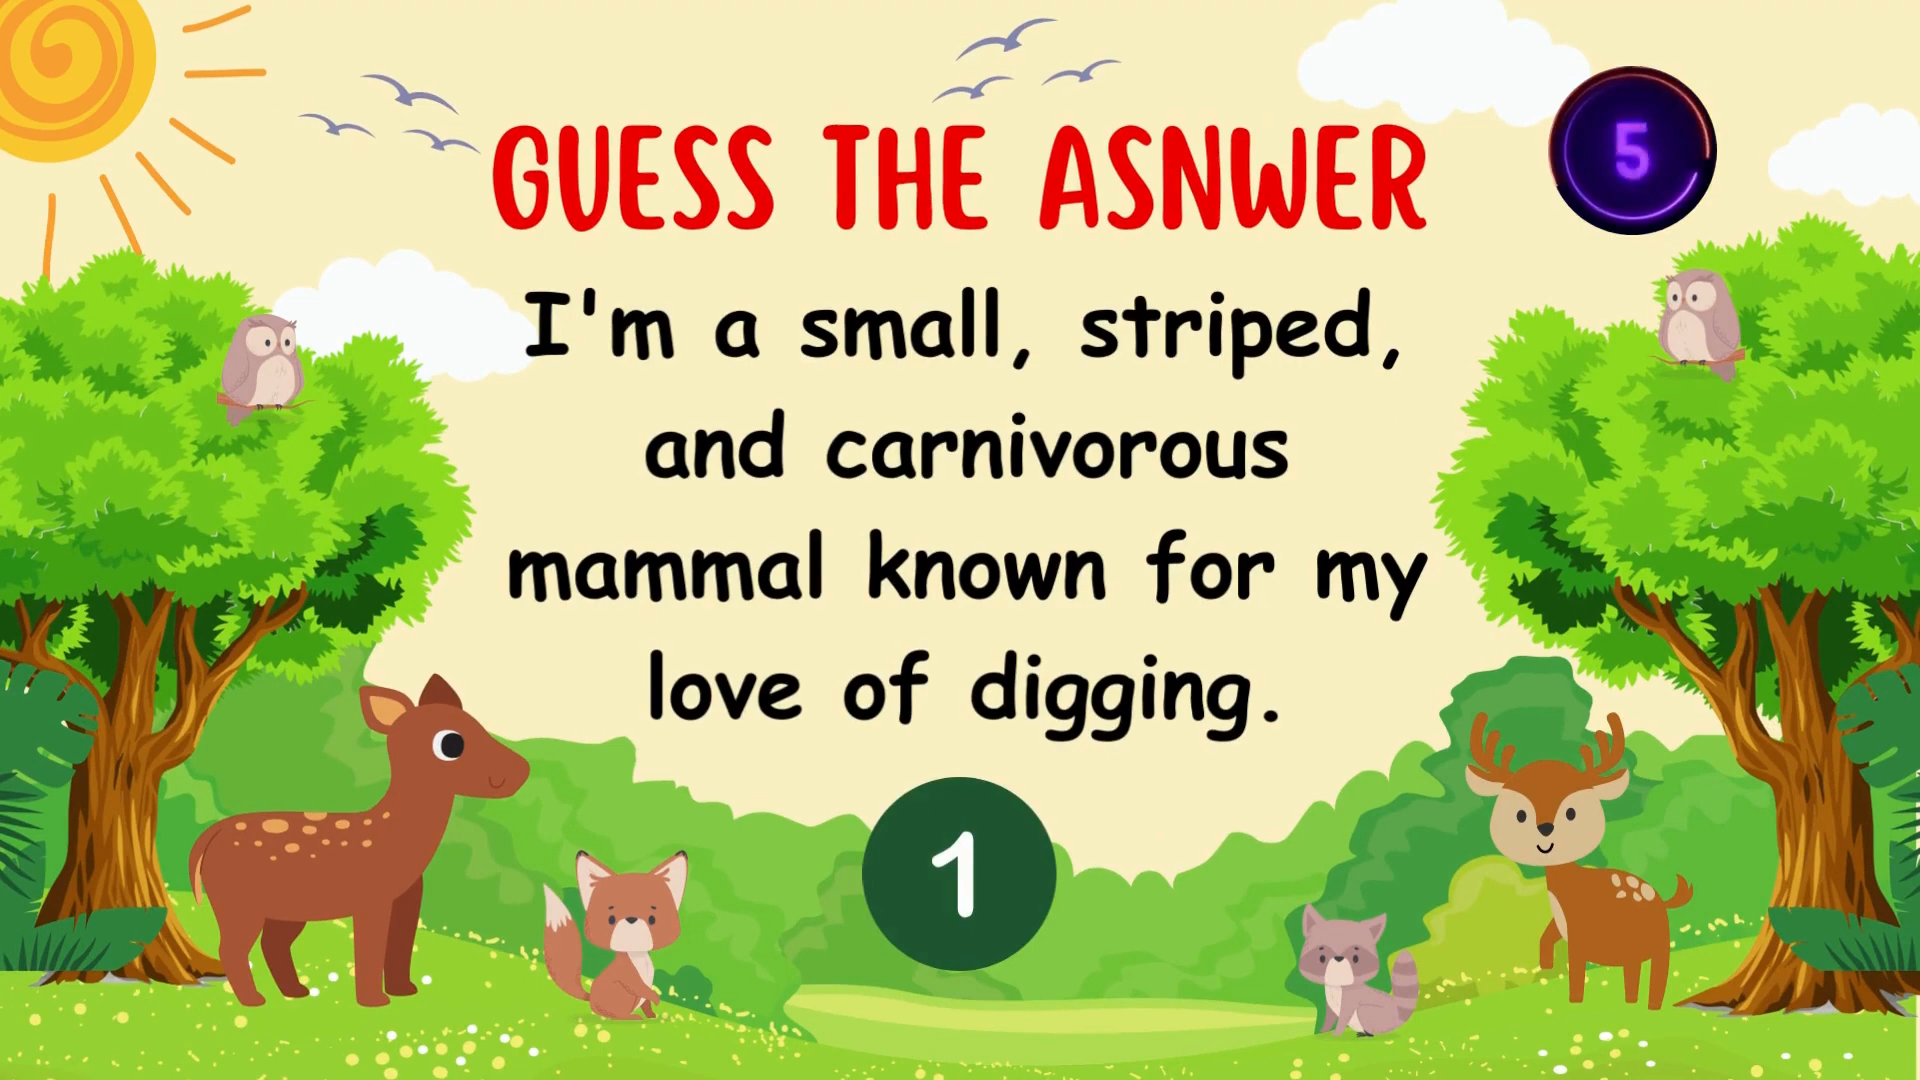 GUESS THE ASNWER
5
I'm a small, striped,
and carnivorous
mammal known for my
love of digging.
1